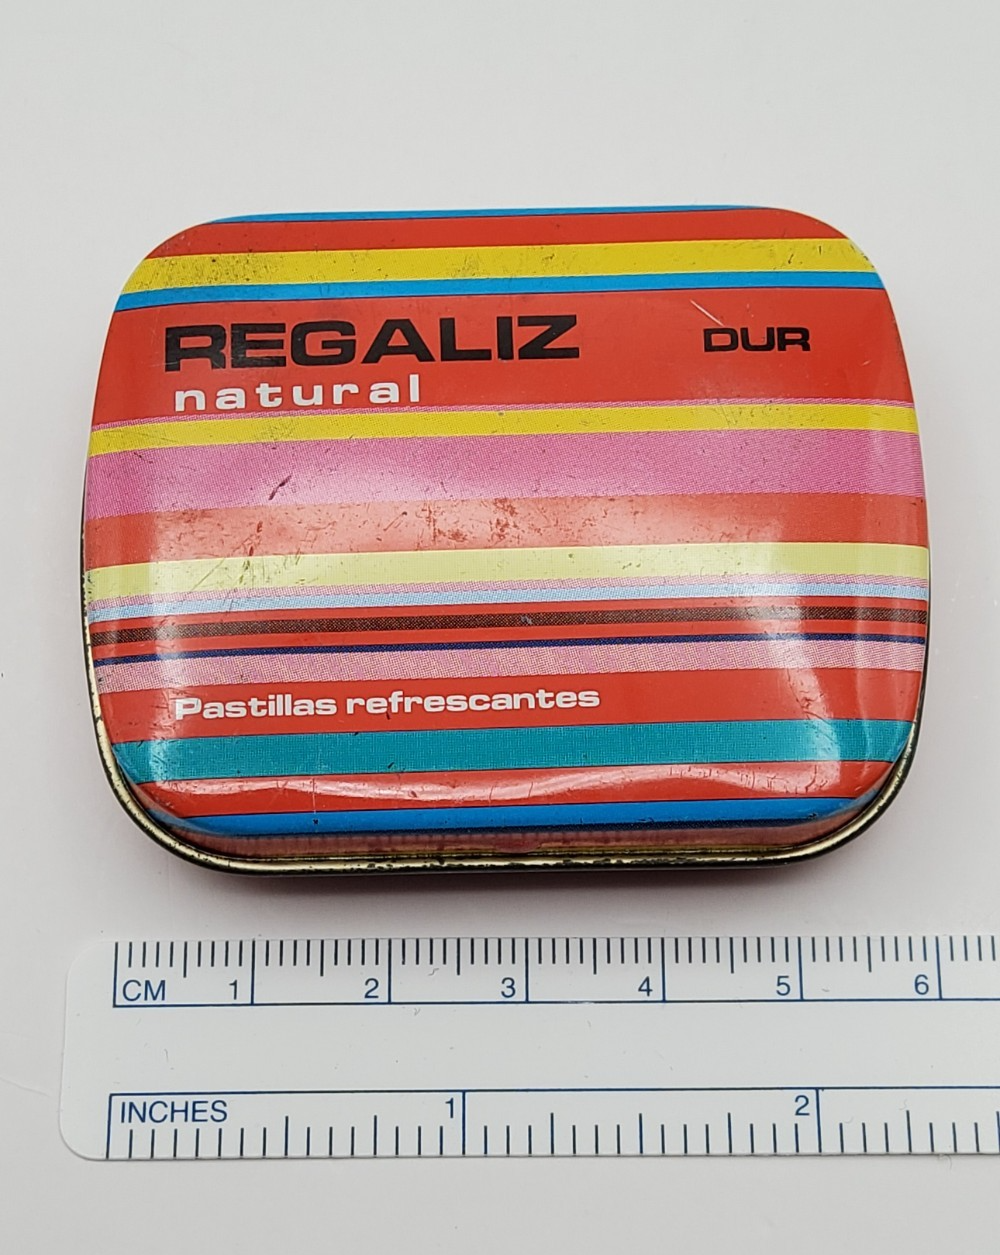 REGALIZ DUR
natural
Pastillas refrescantes
CM 1 2 3 4 5 6
INCHES 1 2